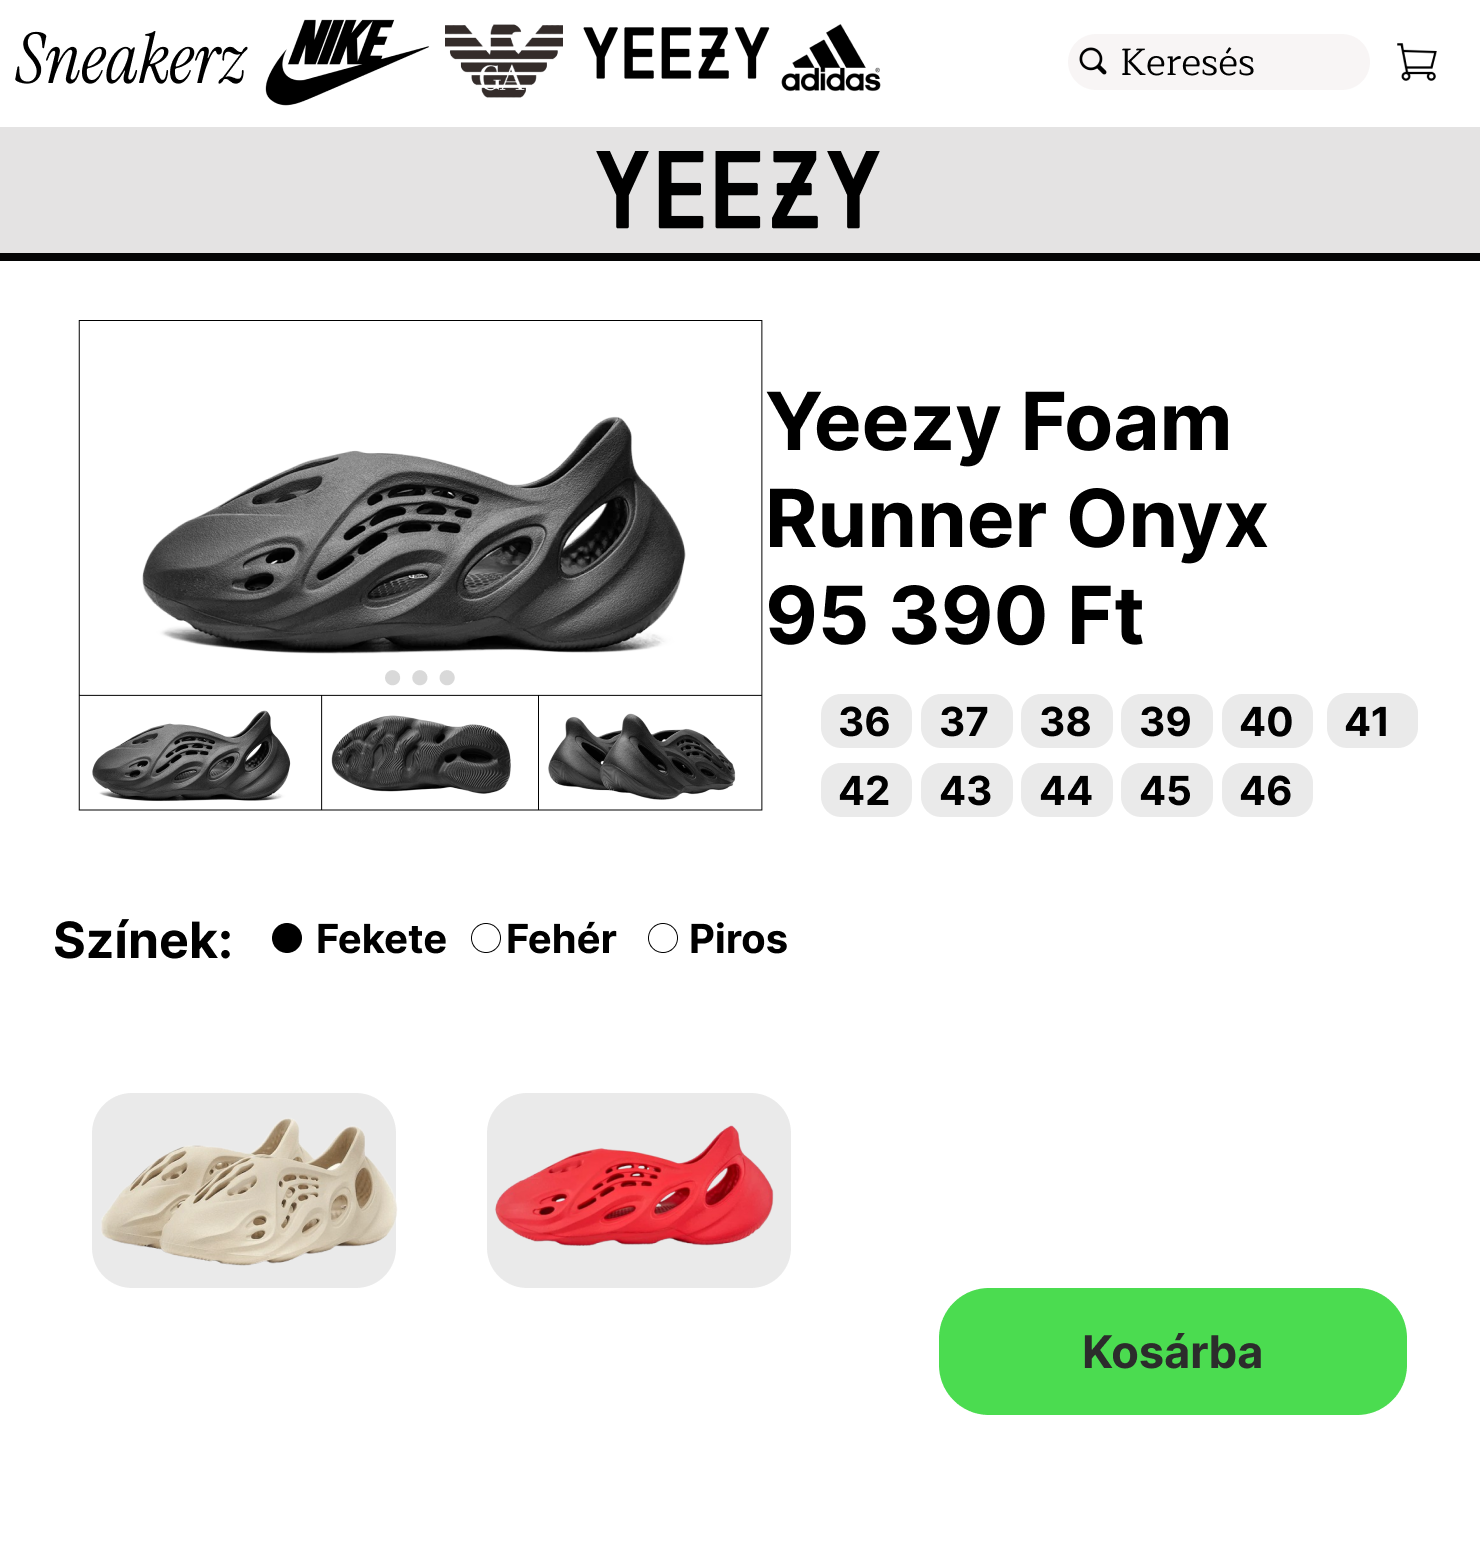 Sneakerz NIKE GA YEEZY adidas® Keresés
YEEZY
Yeezy Foam
Runner Onyx
95 390 Ft
36 37 38 39 40 41
42 43 44 45 46
Színek: Fekete Fehér Piros
Kosárba